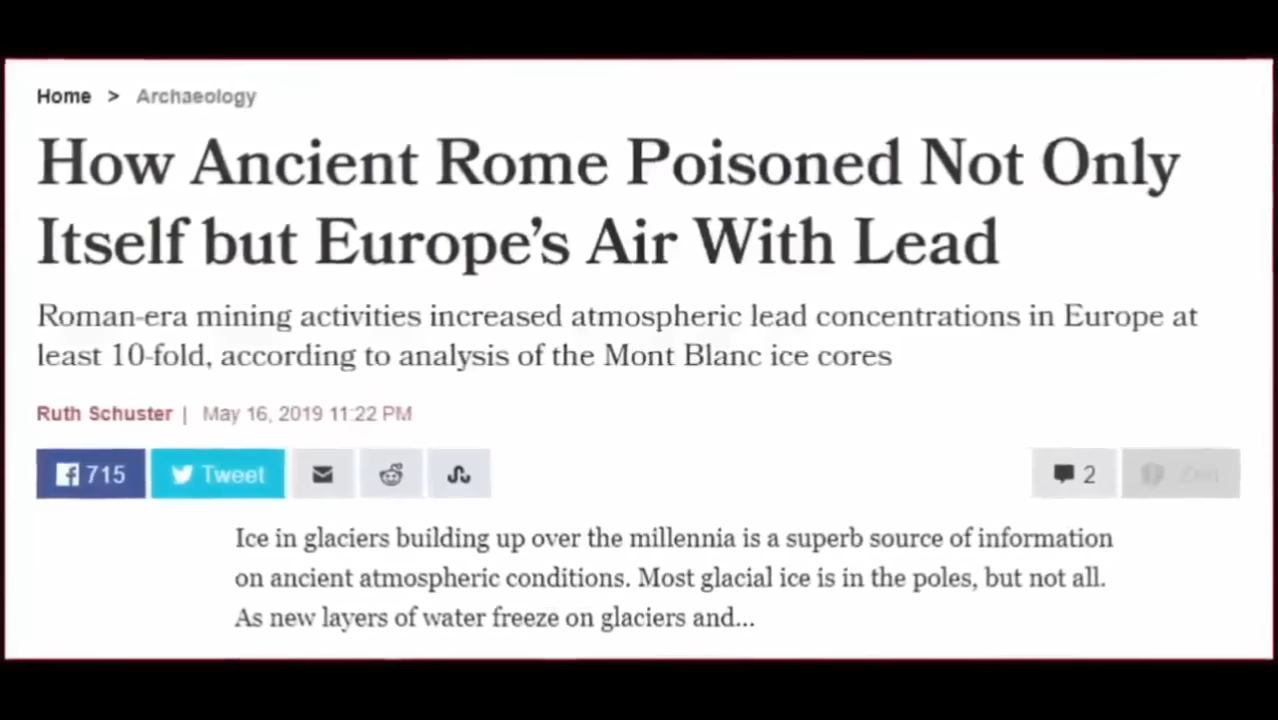 Home > Archaeology
How Ancient Rome Poisoned Not Only
Itself but Europe's Air With Lead
Roman-era mining activities increased atmospheric lead concentrations in Europe at
least 10-fold, according to analysis of the Mont Blanc ice cores
Ruth Schuster | May 16, 2019 11:22 PM
715 Tweet 2 Zen
Ice in glaciers building up over the millennia is a superb source of information
on ancient atmospheric conditions. Most glacial ice is in the poles, but not all.
As new layers of water freeze on glaciers and...